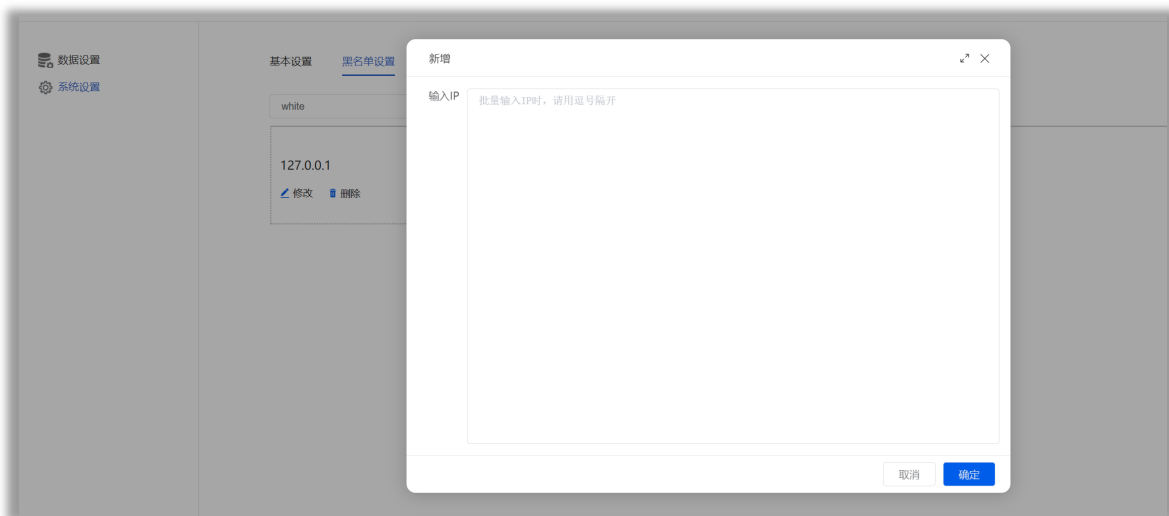 数据设置
系统设置
基本设置
黑名单设置
white
127.0.0.1
修改
删除
新增
输入IP
批量输入IP时，请用逗号隔开
取消
确定